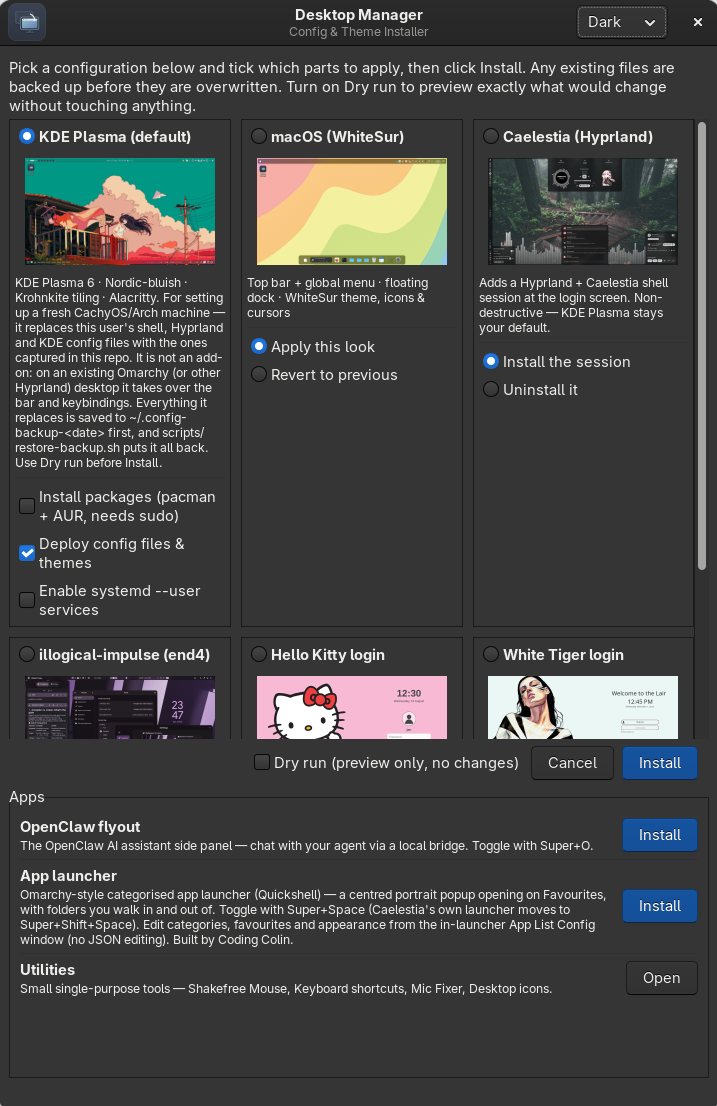 Desktop Manager
Config & Theme Installer
Dark
Pick a configuration below and tick which parts to apply, then click Install. Any existing files are
backed up before they are overwritten. Turn on Dry run to preview exactly what would change
without touching anything.
KDE Plasma (default)
KDE Plasma 6 · Nordic-bluish ·
Krohnkite tiling · Alacritty. For setting
up a fresh CachyOS/Arch machine —
it replaces this user's shell, Hyprland
and KDE config files with the ones
captured in this repo. It is not an add-
on: on an existing Omarchy (or other
Hyprland) desktop it takes over the
bar and keybindings. Everything it
replaces is saved to ~/.config-
backup-<date> first, and scripts/
restore-backup.sh puts it all back.
Use Dry run before Install.
Install packages (pacman
+ AUR, needs sudo)
Deploy config files &
themes
Enable systemd --user
services
macOS (WhiteSur)
Top bar + global menu · floating
dock · WhiteSur theme, icons &
cursors
Apply this look
Revert to previous
Caelestia (Hyprland)
Adds a Hyprland + Caelestia shell
session at the login screen. Non-
destructive — KDE Plasma stays
your default.
Install the session
Uninstall it
illogical-impulse (end4)
23
47
Hello Kitty login
12:30
White Tiger login
Welcome to the Lair
12:45 PM
Dry run (preview only, no changes)
Cancel
Install
Apps
OpenClaw flyout
The OpenClaw AI assistant side panel — chat with your agent via a local bridge. Toggle with Super+O.
Install
App launcher
Omarchy-style categorised app launcher (Quickshell) — a centred portrait popup opening on Favourites,
with folders you walk in and out of. Toggle with Super+Space (Caelestia's own launcher moves to
Super+Shift+Space). Edit categories, favourites and appearance from the in-launcher App List Config
window (no JSON editing). Built by Coding Colin.
Install
Utilities
Small single-purpose tools — Shakefree Mouse, Keyboard shortcuts, Mic Fixer, Desktop icons.
Open